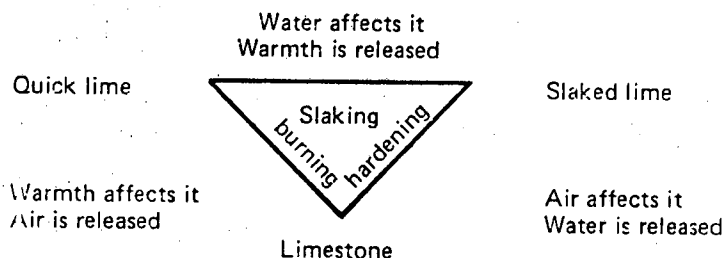 Water affects it
Warmth is released
Quick lime
Slaked lime
Slaking
burning
hardening
Warmth affects it
Air is released
Air affects it
Water is released
Limestone